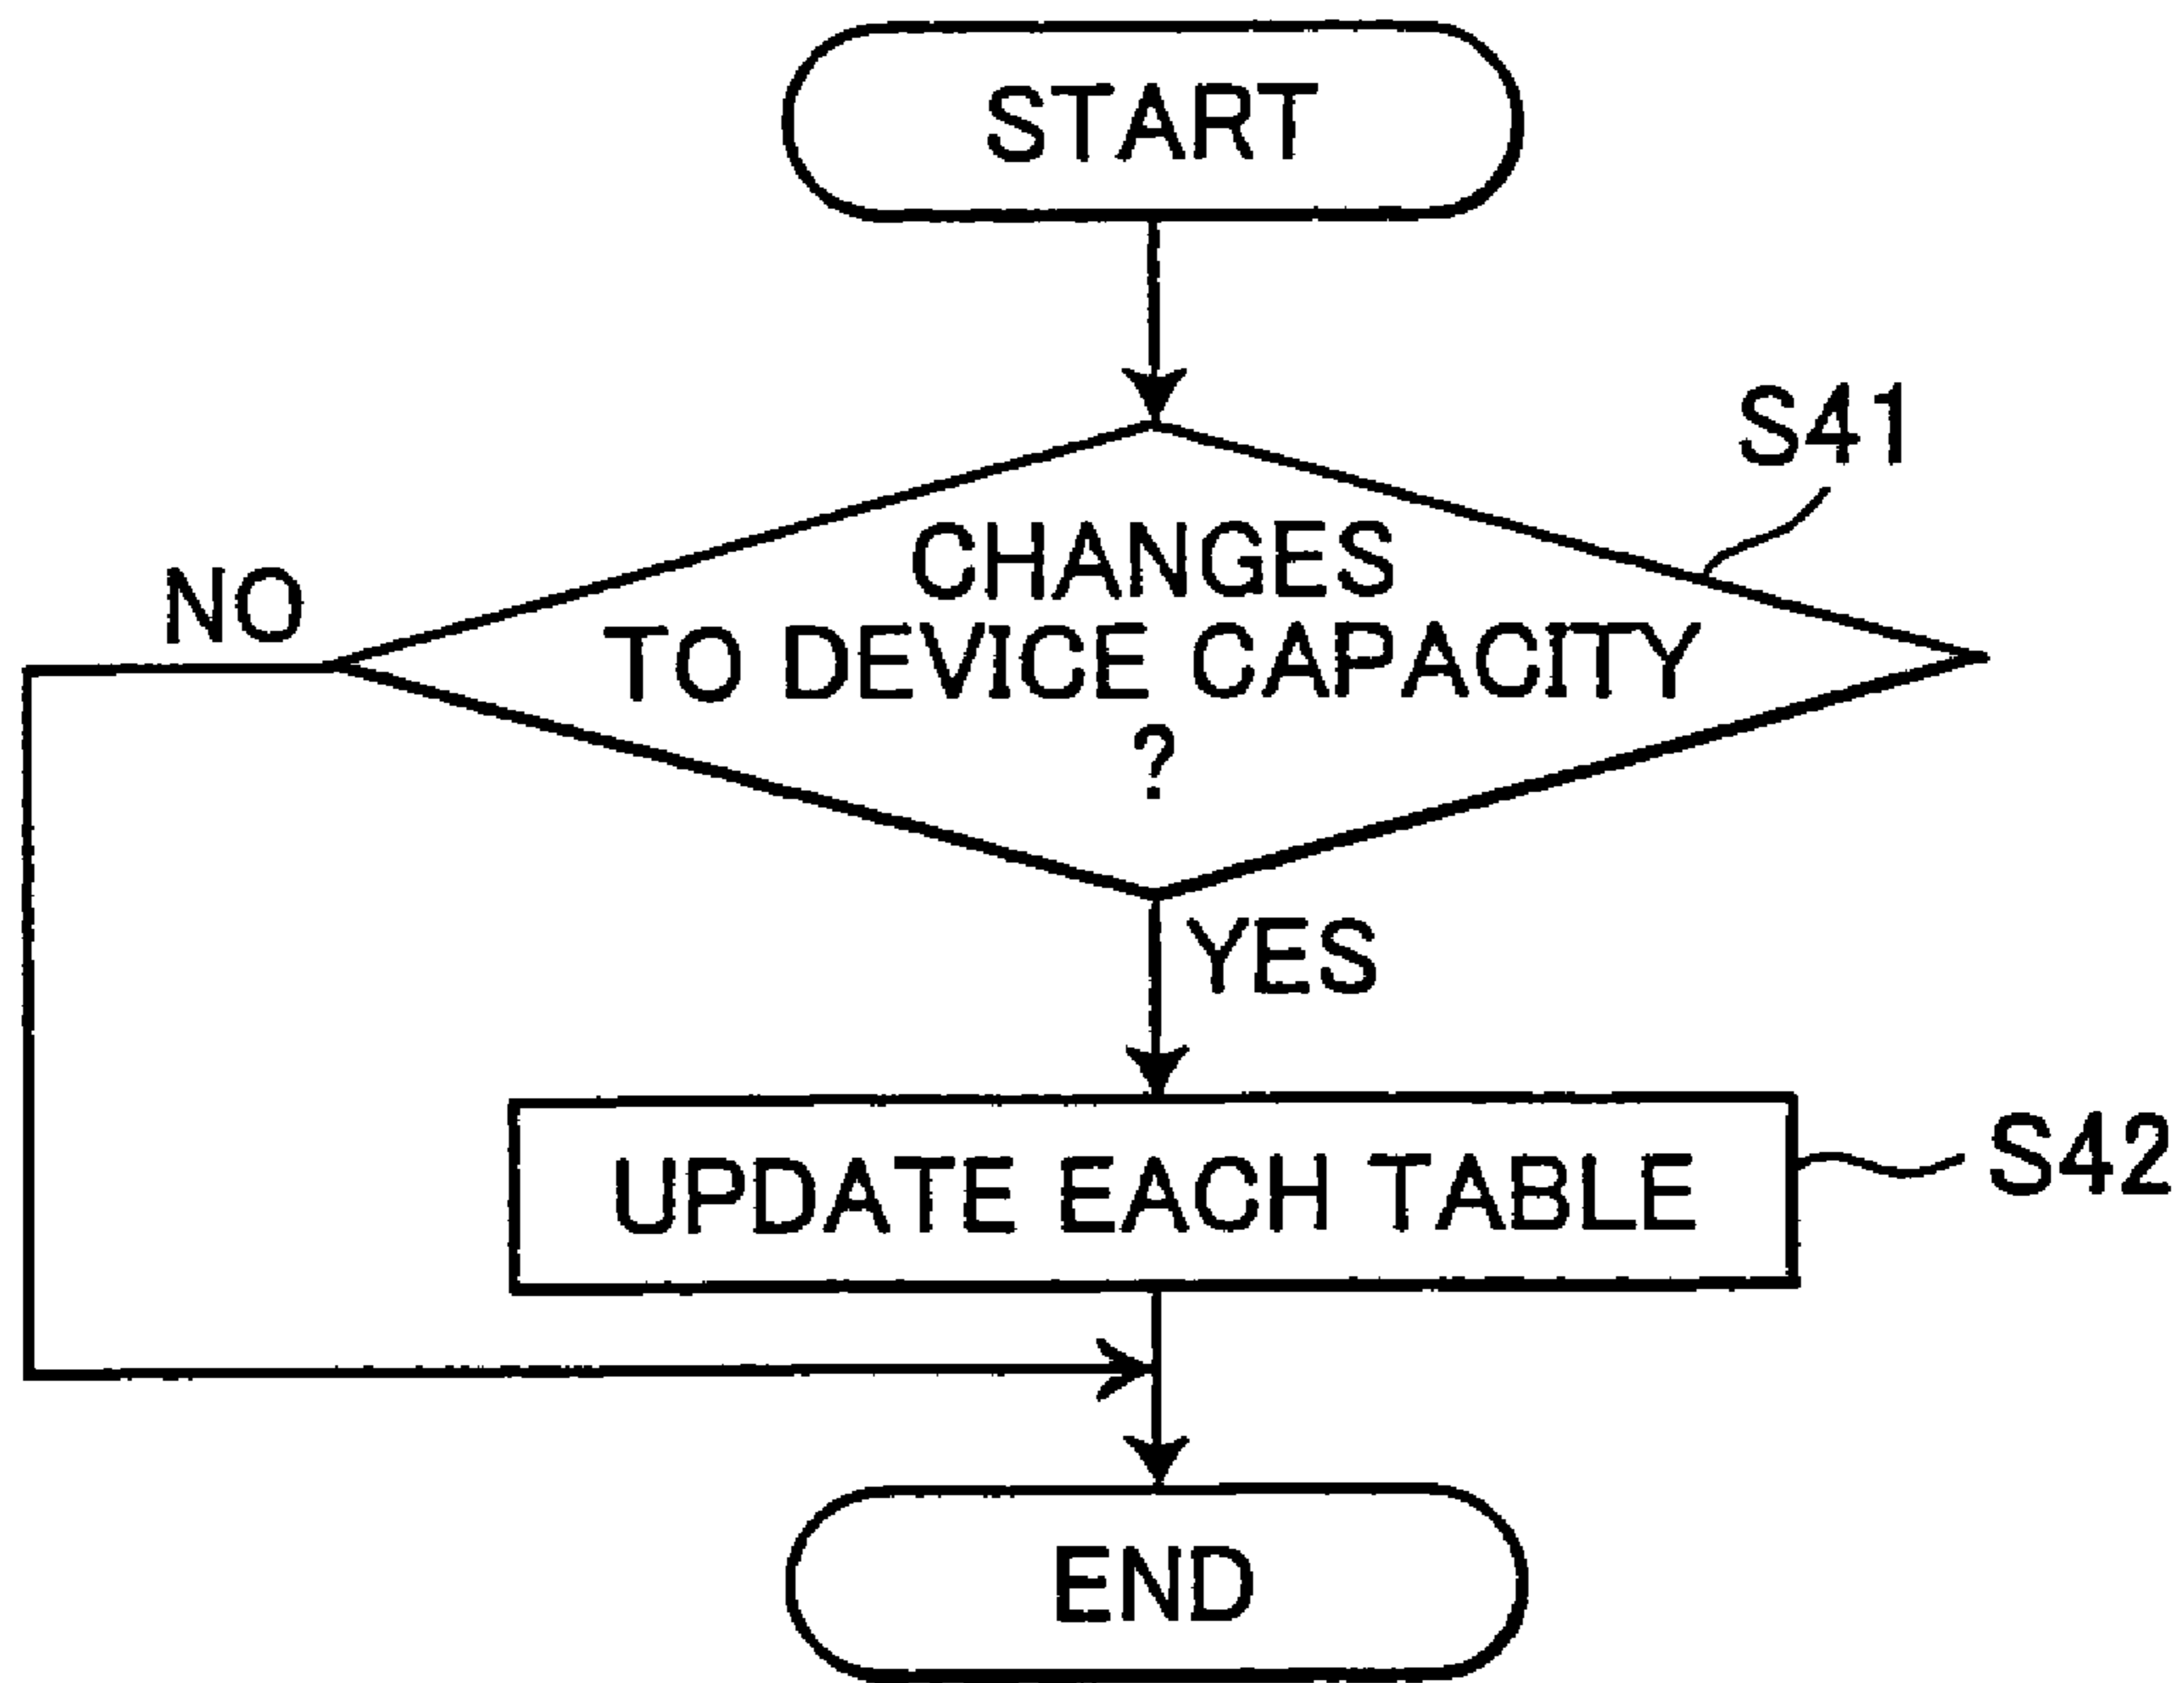 START
S41
CHANGES
NO
TO DEVICE CAPACITY
?
YES
UPDATE EACH TABLE
S42
END